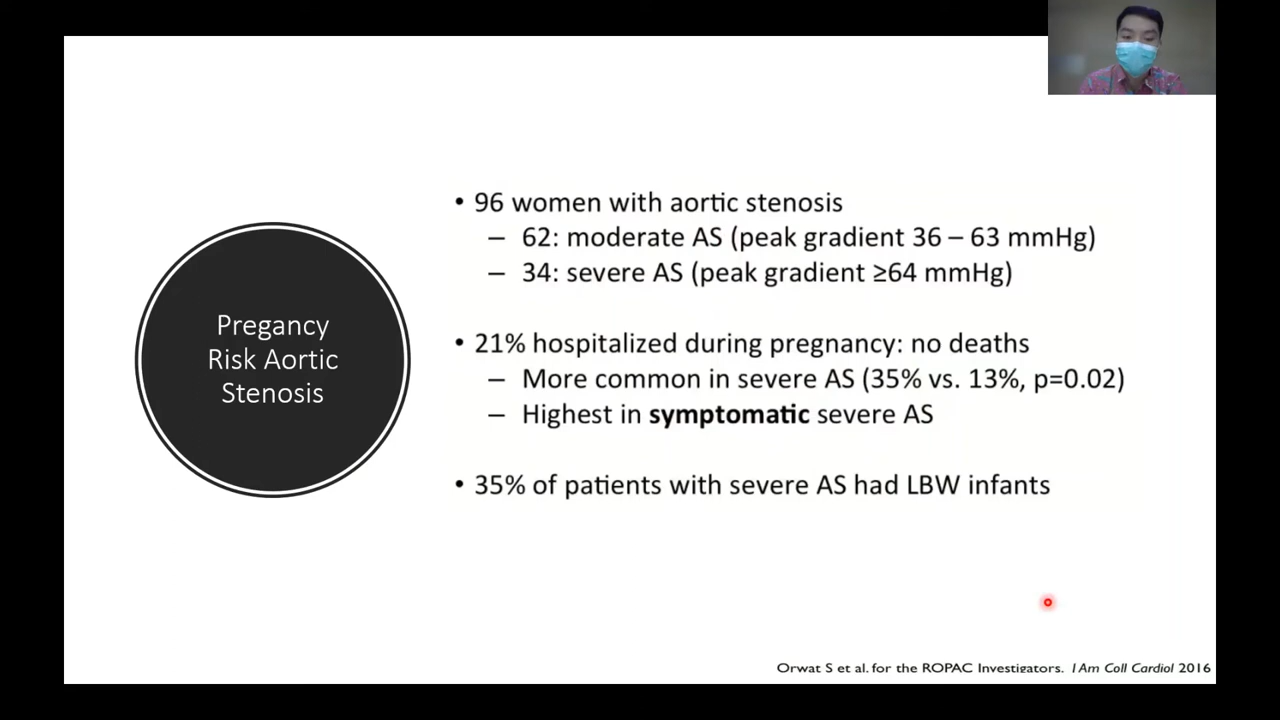 Pregancy
Risk Aortic
Stenosis
• 96 women with aortic stenosis
– 62: moderate AS (peak gradient 36 – 63 mmHg)
– 34: severe AS (peak gradient ≥64 mmHg)
• 21% hospitalized during pregnancy: no deaths
– More common in severe AS (35% vs. 13%, p=0.02)
– Highest in symptomatic severe AS
• 35% of patients with severe AS had LBW infants
Orwat S et al. for the ROPAC Investigators. J Am Coll Cardiol 2016